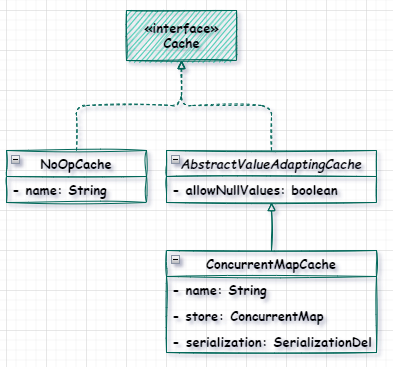 «interface»
Cache
NoOpCache
- name: String
AbstractValueAdaptingCache
- allowNullValues: boolean
ConcurrentMapCache
- name: String
- store: ConcurrentMap
- serialization: SerializationDel